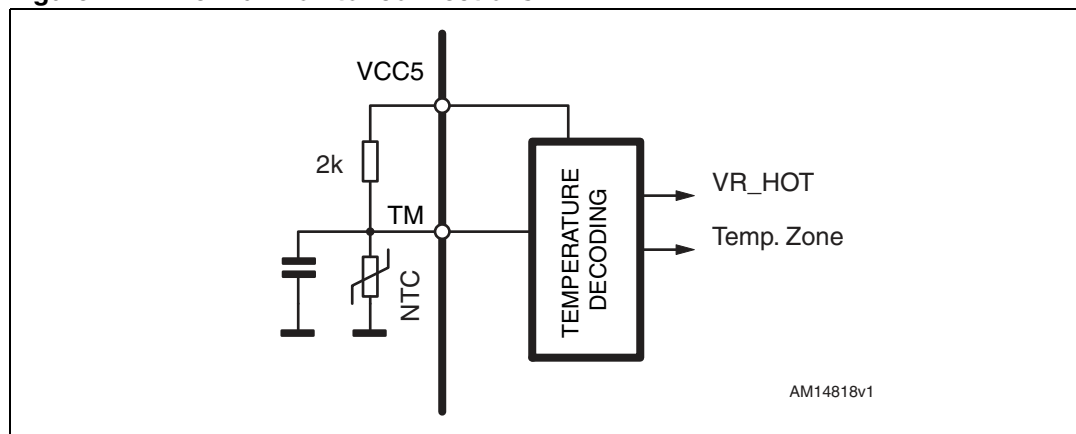 VCC5
2k
TM
NTC
TEMPERATURE
DECODING
VR_HOT
Temp. Zone
AM14818v1